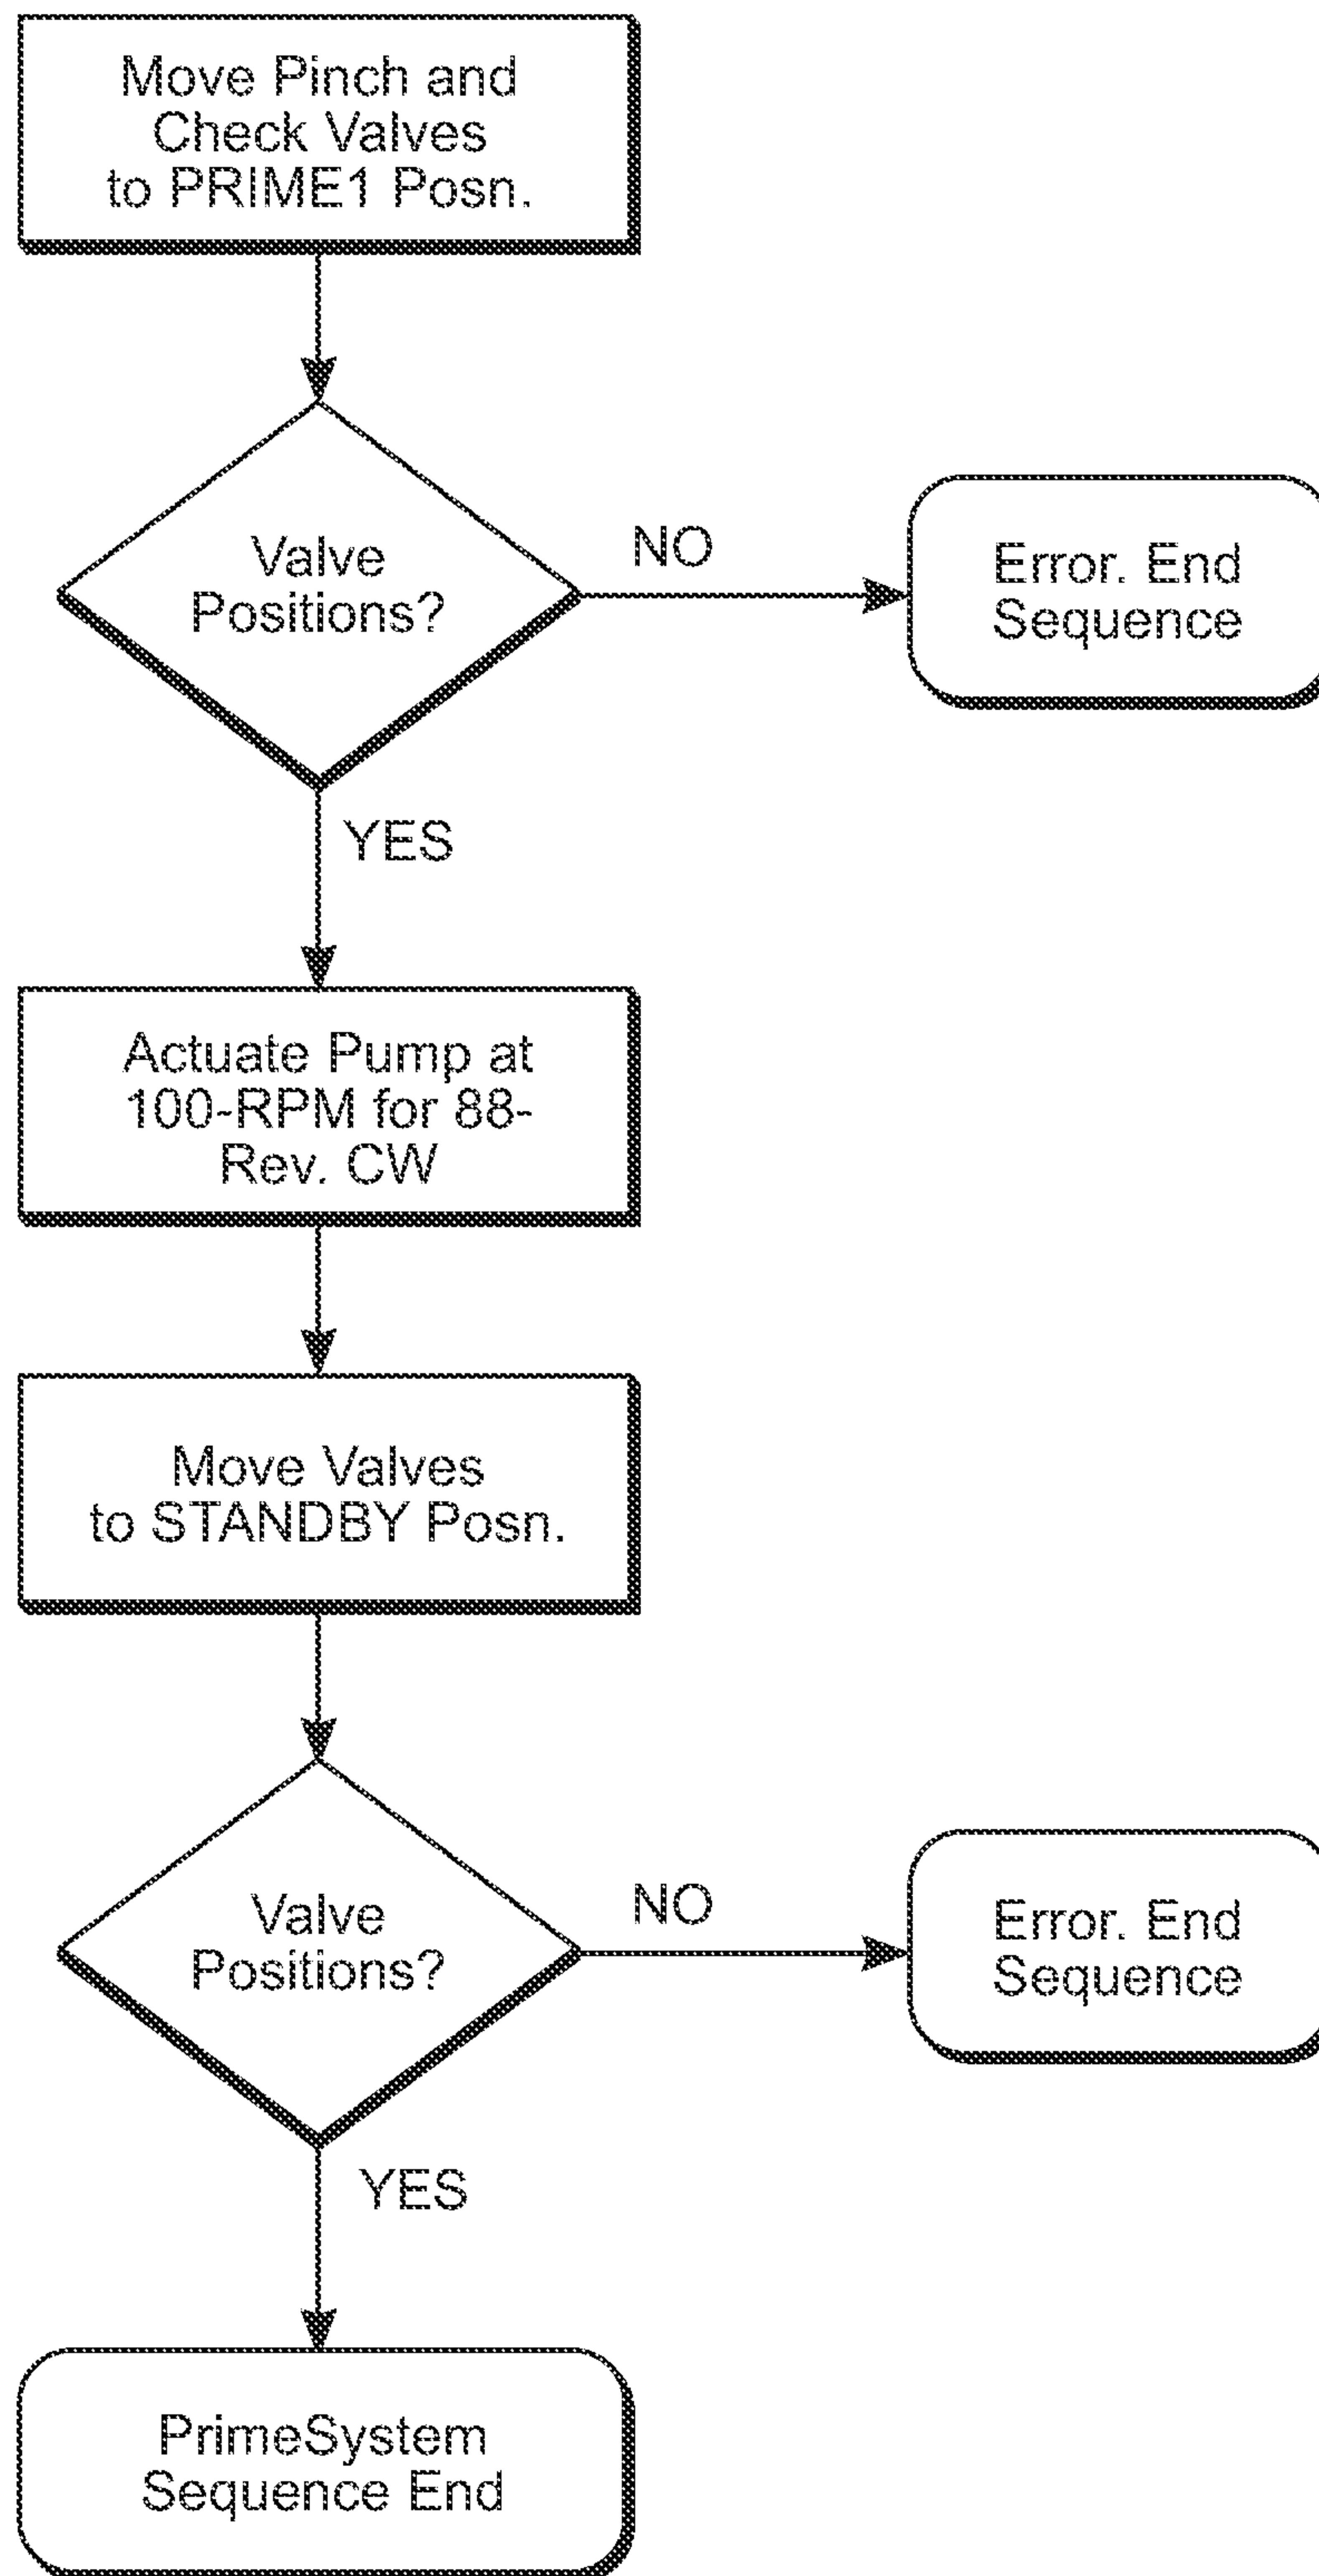 Move Pinch and
Check Valves
to PRIME1 Posn.
Valve
Positions?
NO
Error. End
Sequence
YES
Actuate Pump at
100-RPM for 88-
Rev. CW
Move Valves
to STANDBY Posn.
Valve
Positions?
NO
Error. End
Sequence
YES
PrimeSystem
Sequence End